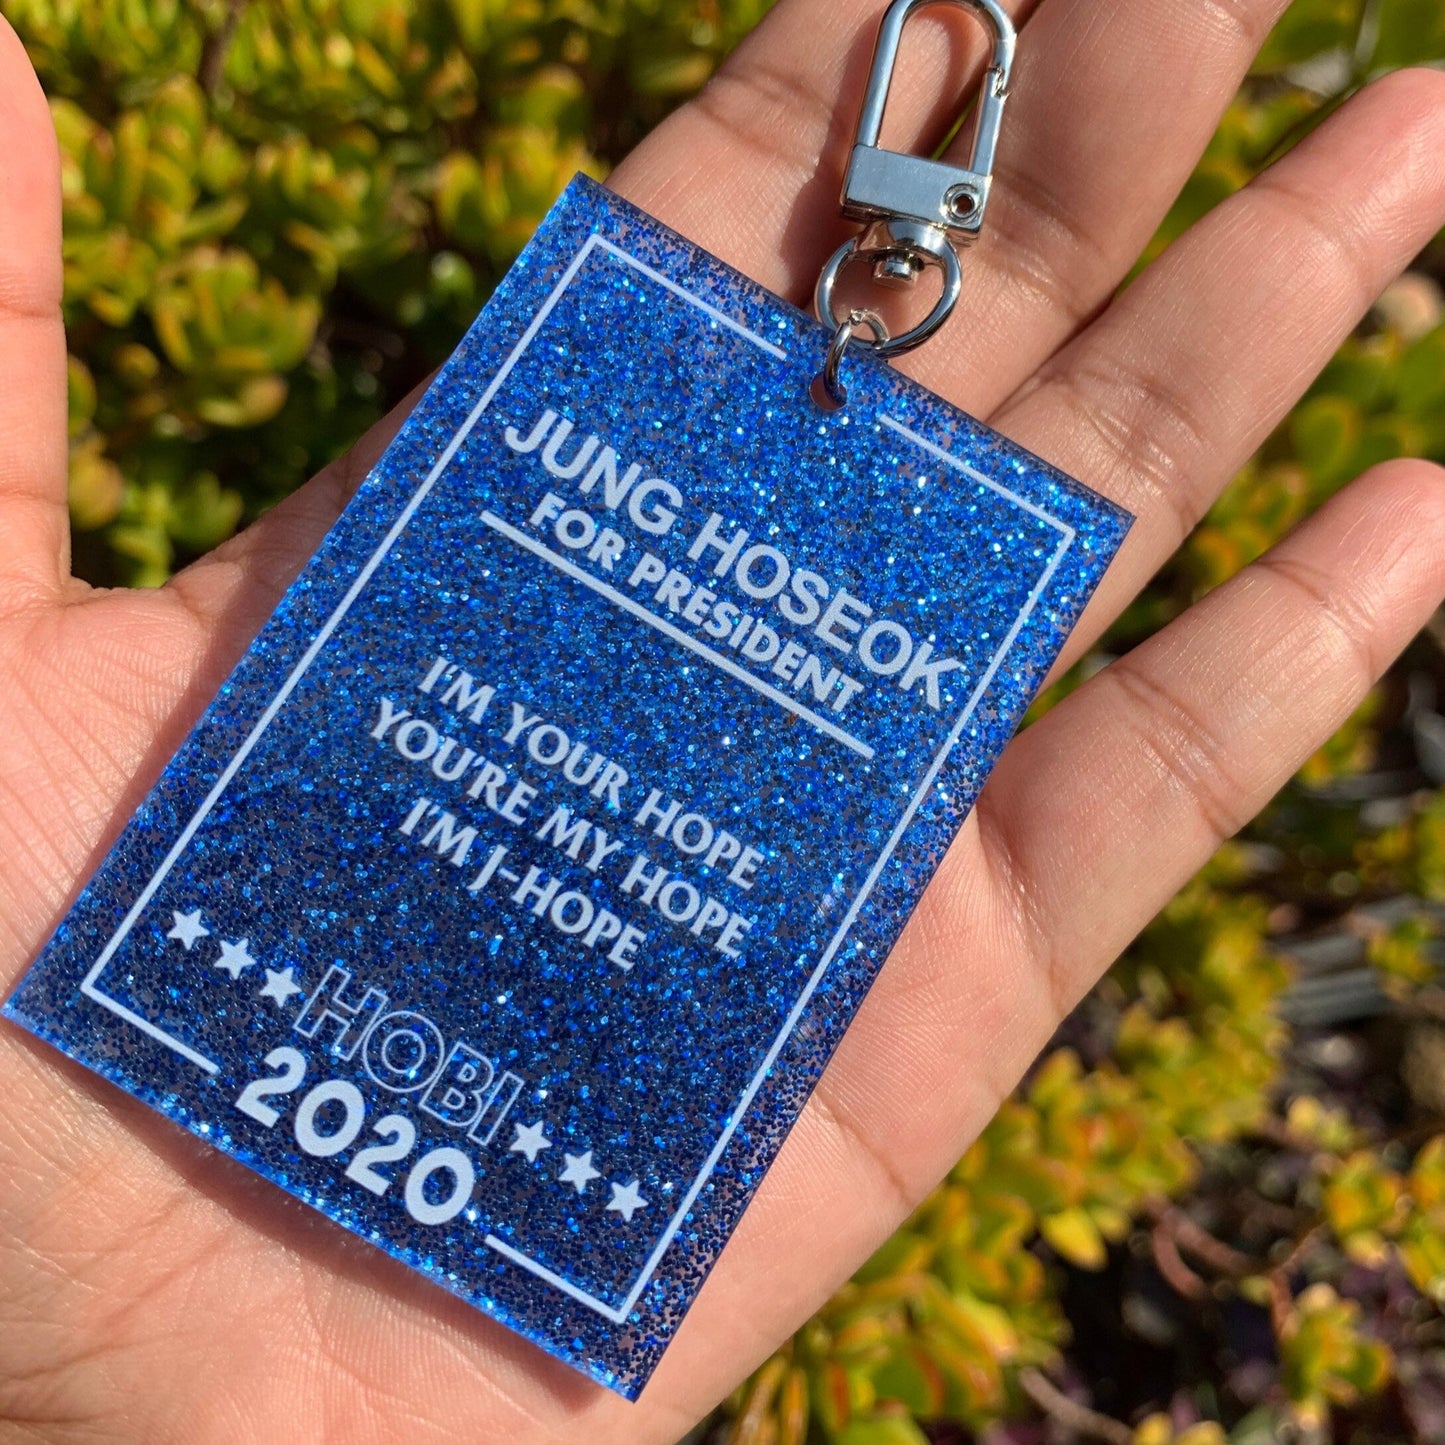 JUNG HOSEOK
FOR PRESIDENT
I'M YOUR HOPE
YOU'RE MY HOPE
I'M J-HOPE
HOBI
2020